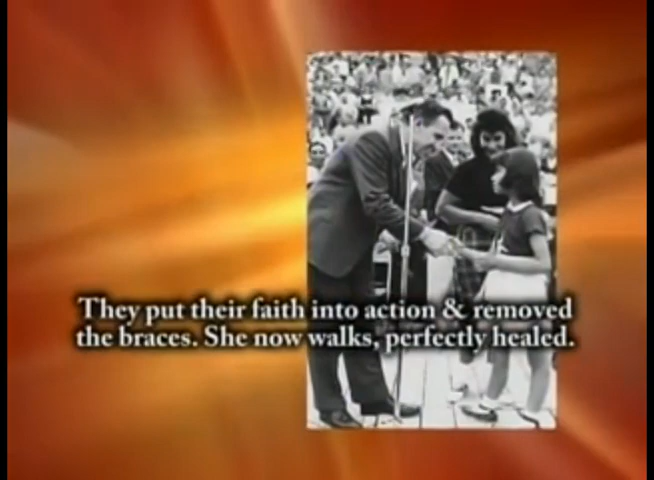 They put their faith into action & removed
the braces. She now walks, perfectly healed.